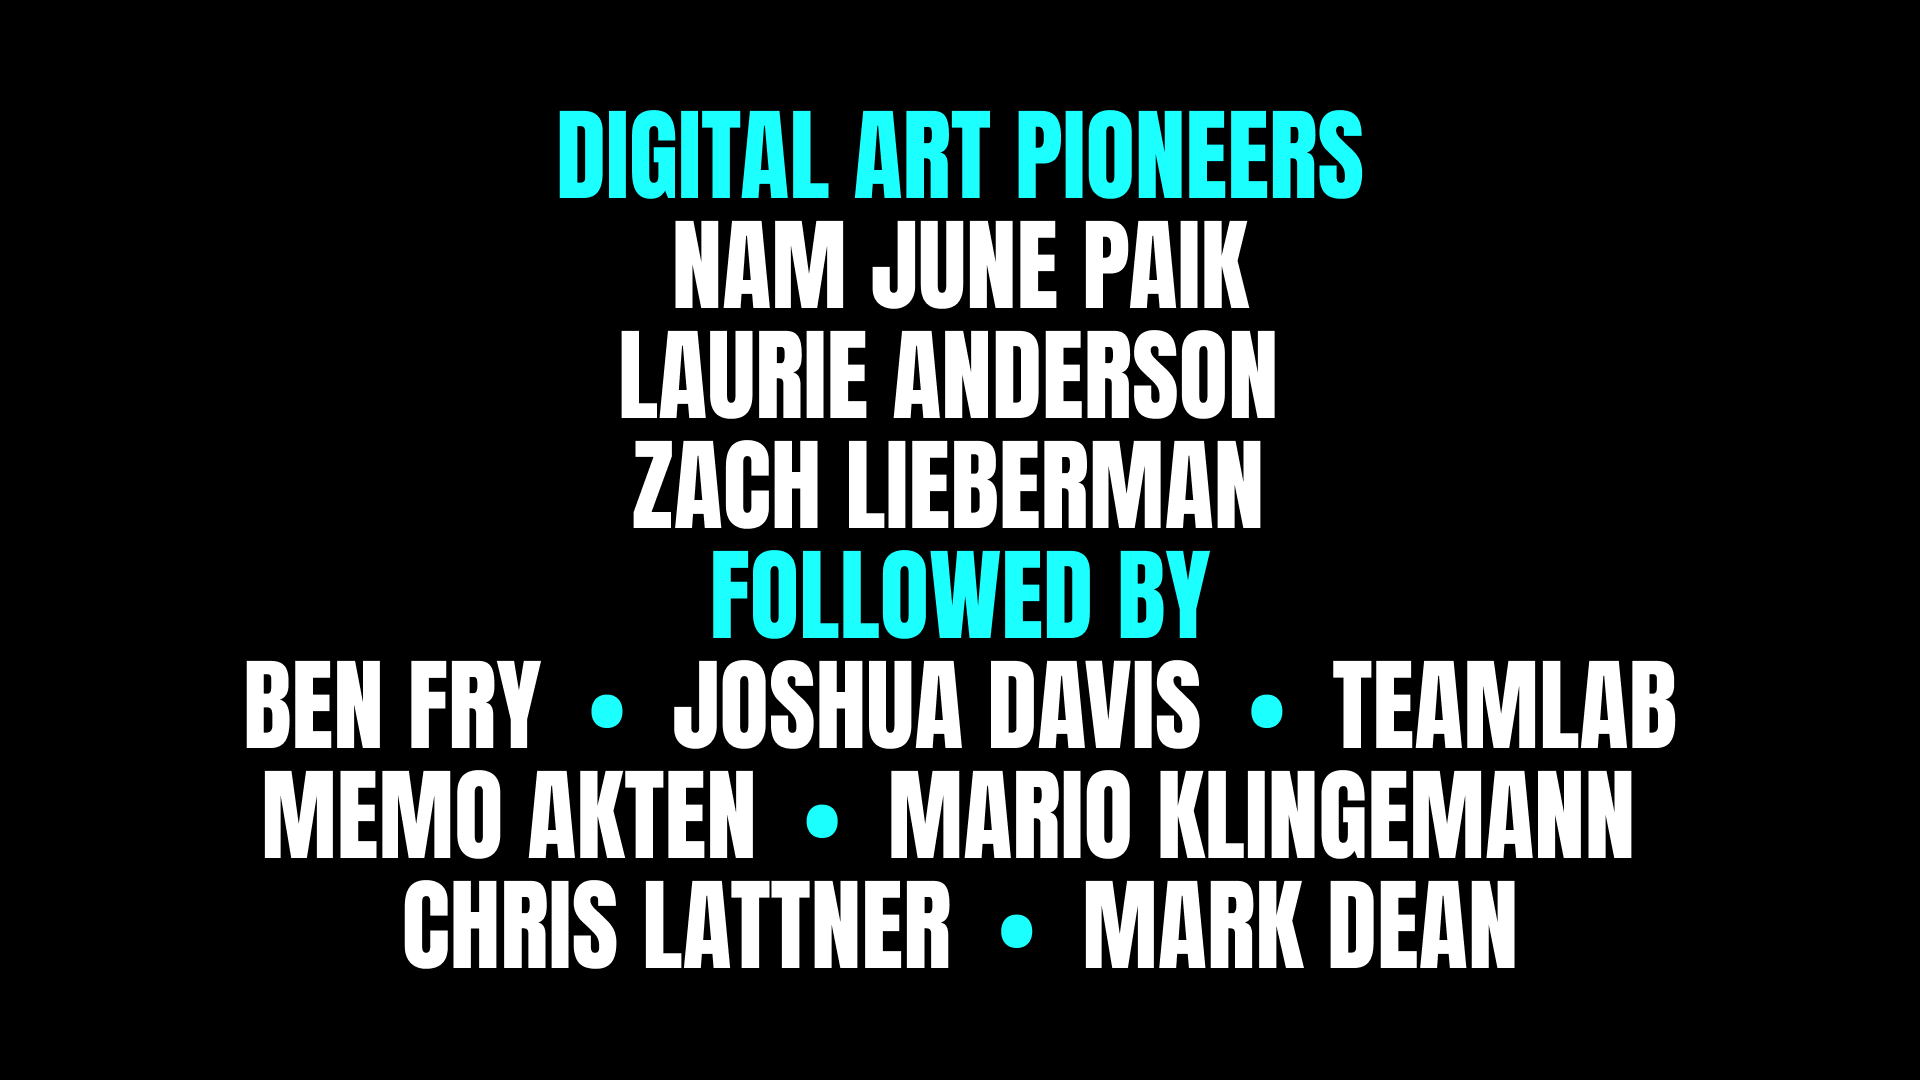 DIGITAL ART PIONEERS
NAM JUNE PAIK
LAURIE ANDERSON
ZACH LIEBERMAN
FOLLOWED BY
BEN FRY • JOSHUA DAVIS • TEAMLAB
MEMO AKTEN • MARIO KLINGEMANN
CHRIS LATTNER • MARK DEAN